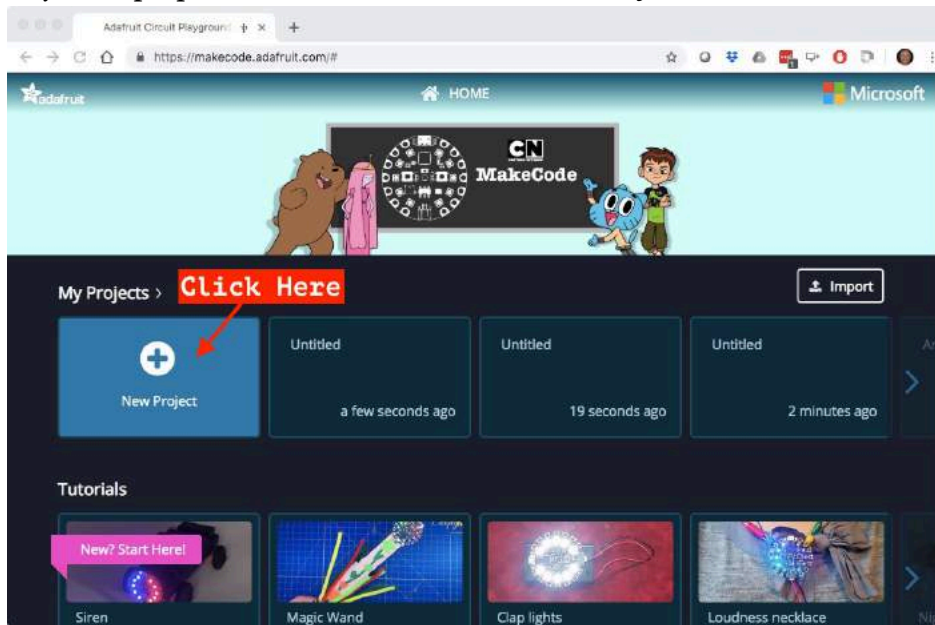 Adafruit Circuit Playground
https://makecode.adafruit.com/#
adafruit
HOME
Microsoft
CN
MakeCode
My Projects >
Click Here
Import
New Project
Untitled
a few seconds ago
Untitled
19 seconds ago
Untitled
2 minutes ago
Tutorials
New? Start Here!
Siren
Magic Wand
Clap lights
Loudness necklace